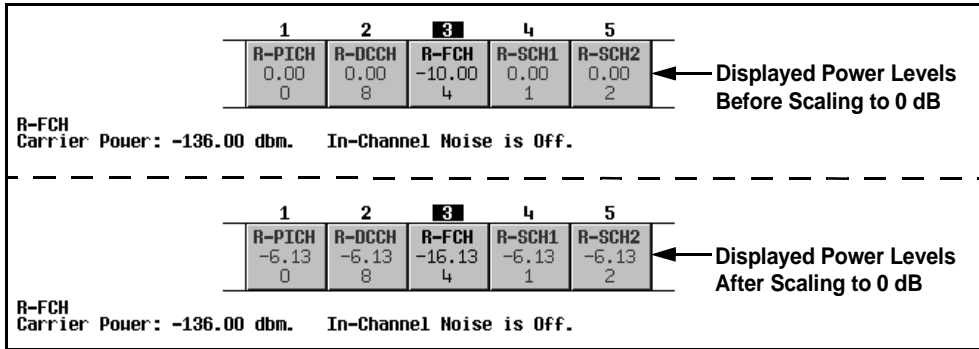 1 2 3 4 5
R-PICH R-DCCH R-FCH R-SCH1 R-SCH2
0.00 0.00 -10.00 0.00 0.00
0 8 4 1 2
Displayed Power Levels
Before Scaling to 0 dB
R-FCH
Carrier Power: -136.00 dbm. In-Channel Noise is Off.
1 2 3 4 5
R-PICH R-DCCH R-FCH R-SCH1 R-SCH2
-6.13 -6.13 -16.13 -6.13 -6.13
0 8 4 1 2
Displayed Power Levels
After Scaling to 0 dB
R-FCH
Carrier Power: -136.00 dbm. In-Channel Noise is Off.